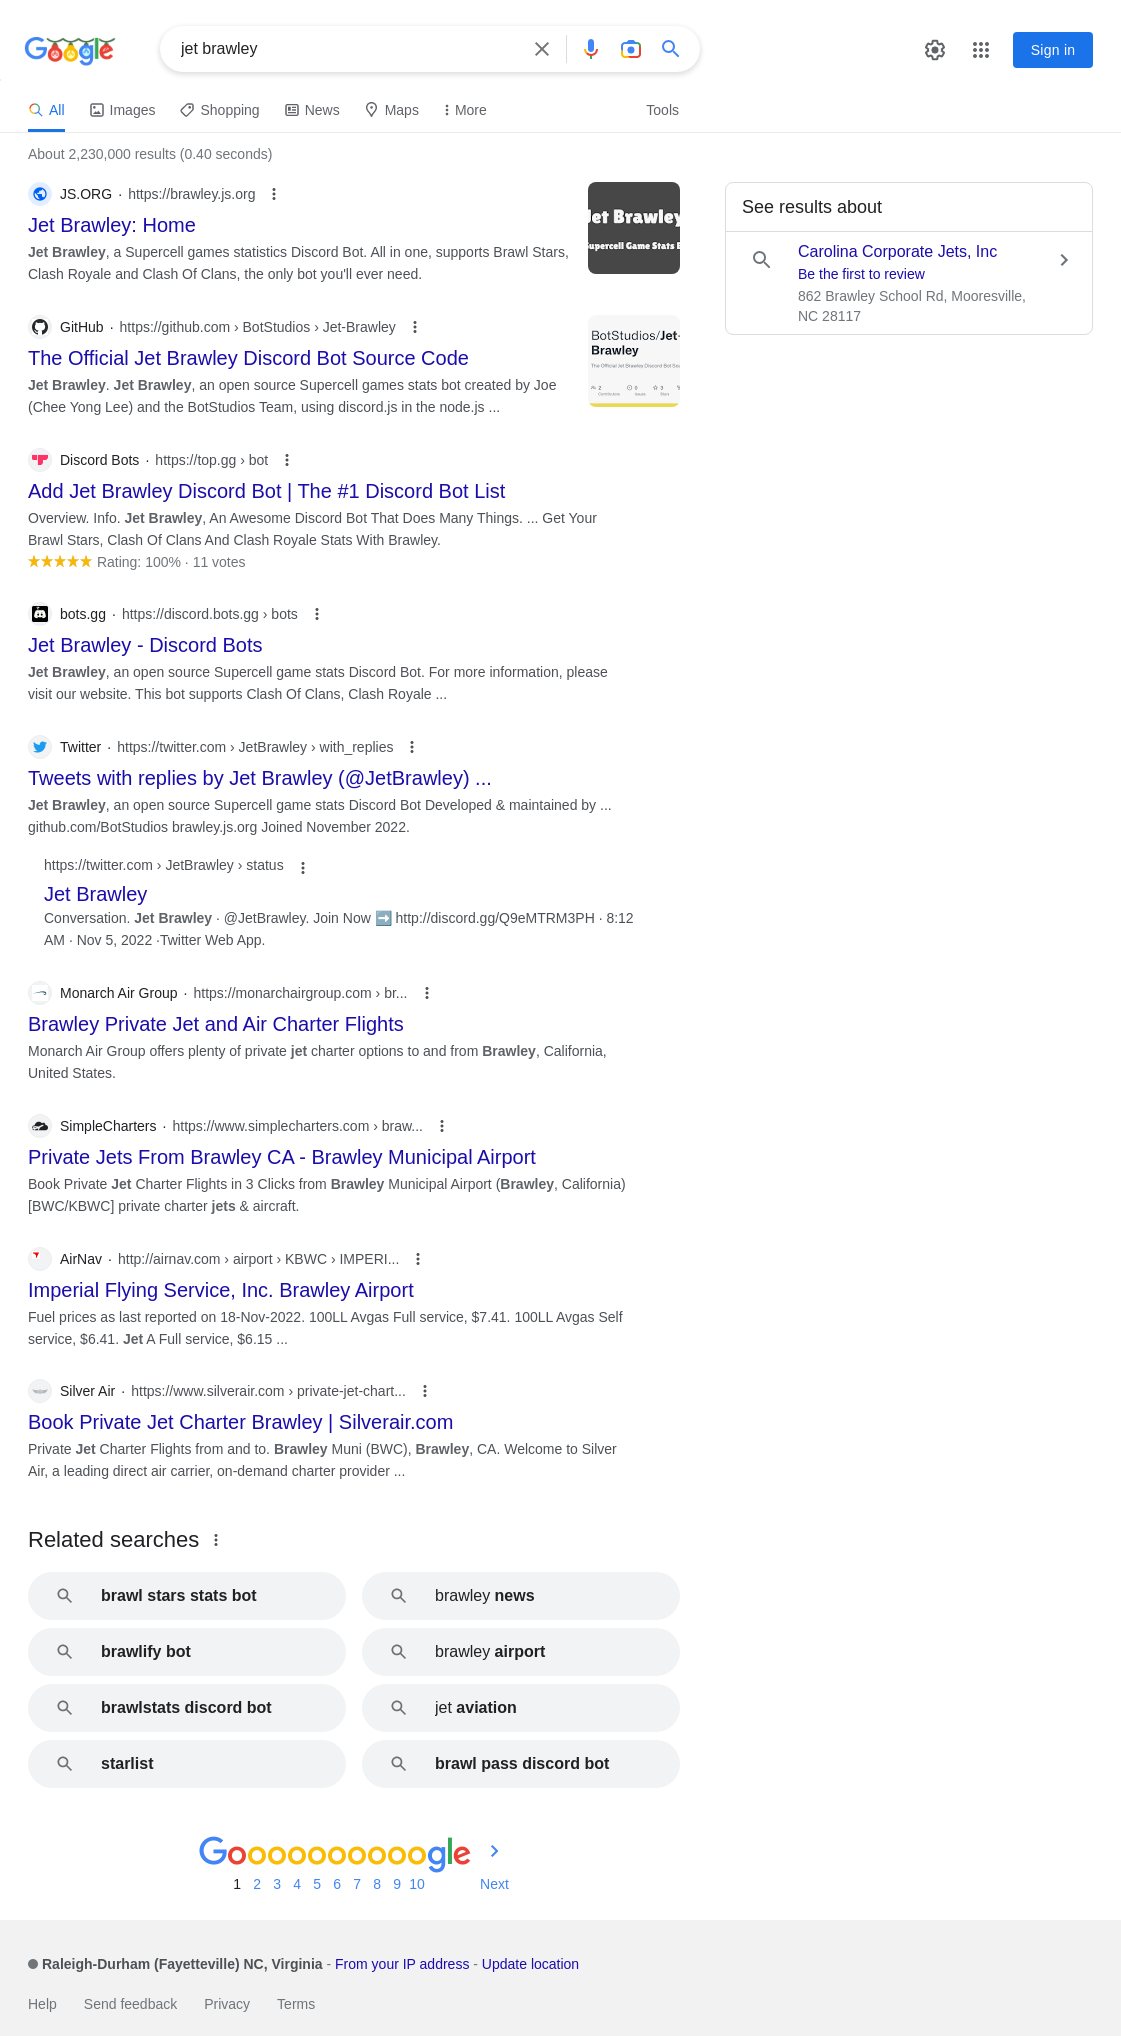 Google
jet brawley
Sign in
All
Images
Shopping
News
Maps
More
Tools
About 2,230,000 results (0.40 seconds)
JS.ORG · https://brawley.js.org
Jet Brawley: Home
Jet Brawley, a Supercell games statistics Discord Bot. All in one, supports Brawl Stars,
Clash Royale and Clash Of Clans, the only bot you'll ever need.
Jet Brawley
Supercell Game Stats B
See results about
Carolina Corporate Jets, Inc
Be the first to review
862 Brawley School Rd, Mooresville,
NC 28117
GitHub · https://github.com › BotStudios › Jet-Brawley
The Official Jet Brawley Discord Bot Source Code
Jet Brawley. Jet Brawley, an open source Supercell games stats bot created by Joe
(Chee Yong Lee) and the BotStudios Team, using discord.js in the node.js ...
BotStudios/Jet-
Brawley
The Official Jet Brawley Discord Bot Sou
2 0 3
Contributors Issues Stars
Discord Bots · https://top.gg › bot
Add Jet Brawley Discord Bot | The #1 Discord Bot List
Overview. Info. Jet Brawley, An Awesome Discord Bot That Does Many Things. ... Get Your
Brawl Stars, Clash Of Clans And Clash Royale Stats With Brawley.
Rating: 100% · 11 votes
bots.gg · https://discord.bots.gg › bots
Jet Brawley - Discord Bots
Jet Brawley, an open source Supercell game stats Discord Bot. For more information, please
visit our website. This bot supports Clash Of Clans, Clash Royale ...
Twitter · https://twitter.com › JetBrawley › with_replies
Tweets with replies by Jet Brawley (@JetBrawley) ...
Jet Brawley, an open source Supercell game stats Discord Bot Developed & maintained by ...
github.com/BotStudios brawley.js.org Joined November 2022.
https://twitter.com › JetBrawley › status
Jet Brawley
Conversation. Jet Brawley · @JetBrawley. Join Now ➡️ http://discord.gg/Q9eMTRM3PH · 8:12
AM · Nov 5, 2022 ·Twitter Web App.
Monarch Air Group · https://monarchairgroup.com › br...
Brawley Private Jet and Air Charter Flights
Monarch Air Group offers plenty of private jet charter options to and from Brawley, California,
United States.
SimpleCharters · https://www.simplecharters.com › braw...
Private Jets From Brawley CA - Brawley Municipal Airport
Book Private Jet Charter Flights in 3 Clicks from Brawley Municipal Airport (Brawley, California)
[BWC/KBWC] private charter jets & aircraft.
AirNav · http://airnav.com › airport › KBWC › IMPERI...
Imperial Flying Service, Inc. Brawley Airport
Fuel prices as last reported on 18-Nov-2022. 100LL Avgas Full service, $7.41. 100LL Avgas Self
service, $6.41. Jet A Full service, $6.15 ...
Silver Air · https://www.silverair.com › private-jet-chart...
Book Private Jet Charter Brawley | Silverair.com
Private Jet Charter Flights from and to. Brawley Muni (BWC), Brawley, CA. Welcome to Silver
Air, a leading direct air carrier, on-demand charter provider ...
Related searches
brawl stars stats bot
brawley news
brawlify bot
brawley airport
brawlstats discord bot
jet aviation
starlist
brawl pass discord bot
Goooooooooogle
1 2 3 4 5 6 7 8 9 10 Next
Raleigh-Durham (Fayetteville) NC, Virginia - From your IP address - Update location
Help Send feedback Privacy Terms